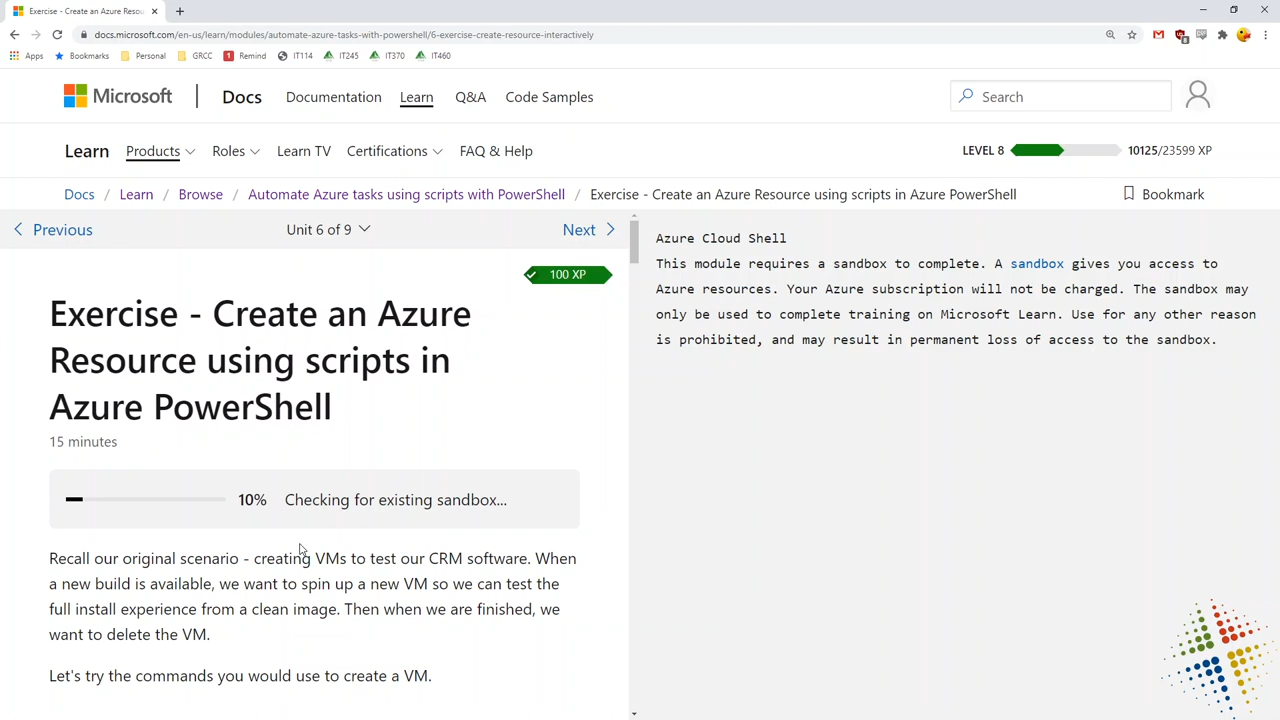 Exercise - Create an Azure Resou
docs.microsoft.com/en-us/learn/modules/automate-azure-tasks-with-powershell/6-exercise-create-resource-interactively
Apps Bookmarks Personal GRCC Remind IT114 IT245 IT370 IT460
Microsoft Docs Documentation Learn Q&A Code Samples Search
Learn Products Roles Learn TV Certifications FAQ & Help LEVEL 8 10125/23599 XP
Docs / Learn / Browse / Automate Azure tasks using scripts with PowerShell / Exercise - Create an Azure Resource using scripts in Azure PowerShell Bookmark
Previous Unit 6 of 9 Next
100 XP
Exercise - Create an Azure
Resource using scripts in
Azure PowerShell
15 minutes
10% Checking for existing sandbox...
Recall our original scenario - creating VMs to test our CRM software. When
a new build is available, we want to spin up a new VM so we can test the
full install experience from a clean image. Then when we are finished, we
want to delete the VM.
Let's try the commands you would use to create a VM.
Azure Cloud Shell
This module requires a sandbox to complete. A sandbox gives you access to
Azure resources. Your Azure subscription will not be charged. The sandbox may
only be used to complete training on Microsoft Learn. Use for any other reason
is prohibited, and may result in permanent loss of access to the sandbox.